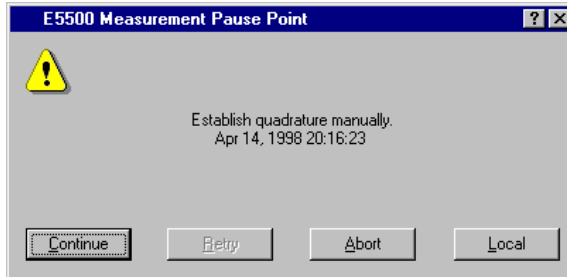 E5500 Measurement Pause Point
Establish quadrature manually.
Apr 14, 1998 20:16:23
Continue Retry Abort Local